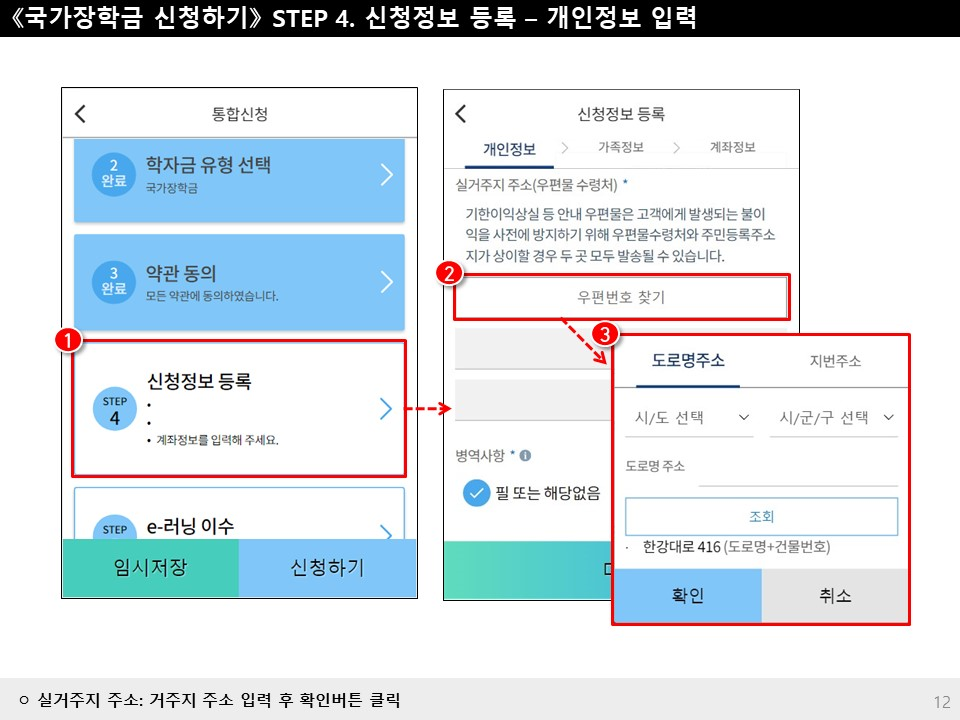 《국가장학금 신청하기》 STEP 4. 신청정보 등록 – 개인정보 입력
통합신청
2
완료
학자금 유형 선택
국가장학금
3
완료
약관 동의
모든 약관에 동의하였습니다.
1
STEP
4
신청정보 등록
•
•
• 계좌정보를 입력해 주세요.
STEP
e-러닝 이수
임시저장
신청하기
신청정보 등록
개인정보
가족정보
계좌정보
실거주지 주소(우편물 수령처) *
기한이익상실 등 안내 우편물은 고객에게 발생되는 불이
익을 사전에 방지하기 위해 우편물수령처와 주민등록주소
지가 상이할 경우 두 곳 모두 발송될 수 있습니다.
2
우편번호 찾기
병역사항 *
필 또는 해당없음
3
도로명주소
지번주소
시/도 선택
시/군/구 선택
도로명 주소
조회
· 한강대로 416 (도로명+건물번호)
확인
취소
○ 실거주지 주소: 거주지 주소 입력 후 확인버튼 클릭
12